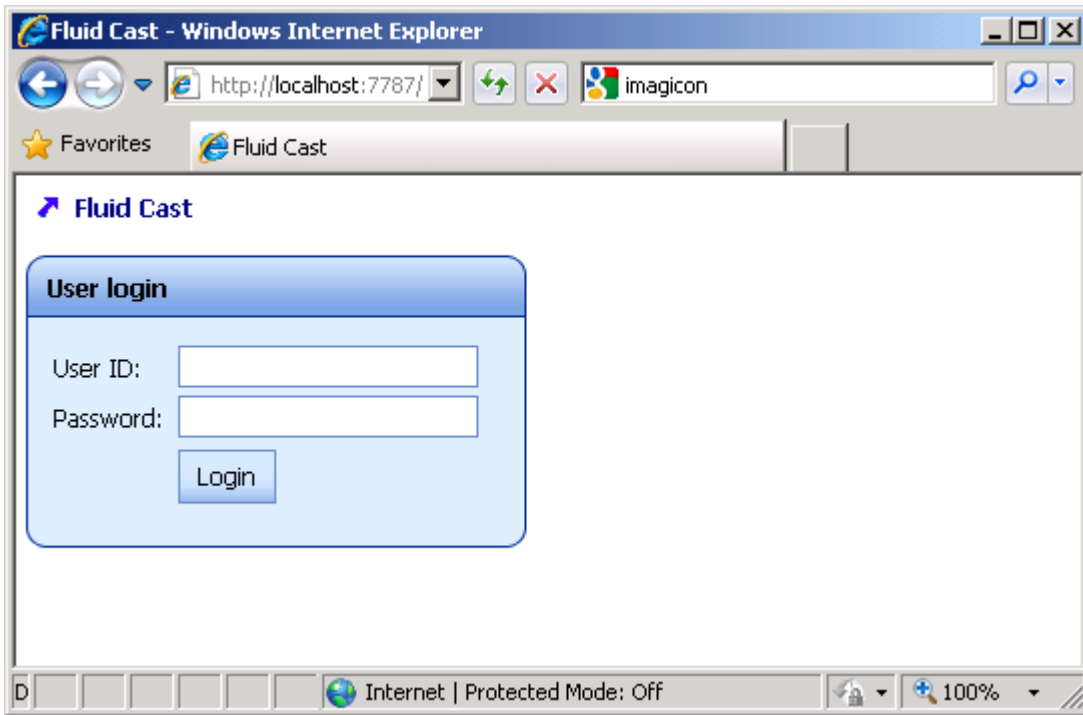 Fluid Cast - Windows Internet Explorer
http://localhost:7787/
imagicon
Favorites
Fluid Cast
Fluid Cast
User login
User ID:
Password:
Login
D
Internet | Protected Mode: Off
100%